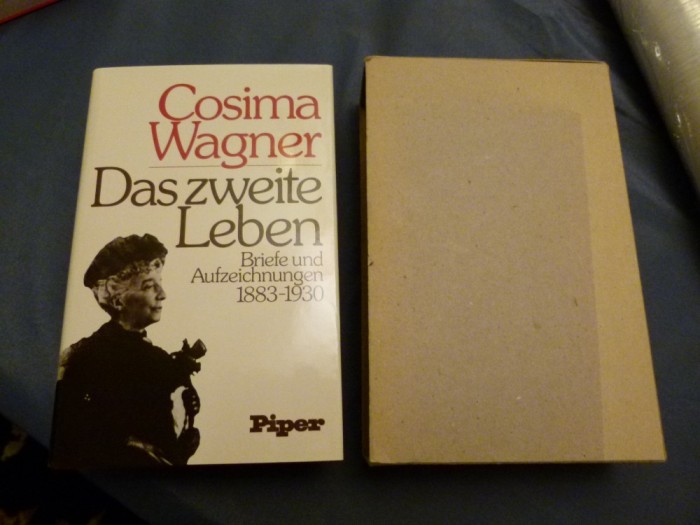 Cosima
Wagner
Das zweite
Leben
Briefe und
Aufzeichnungen
1883-1930
Piper